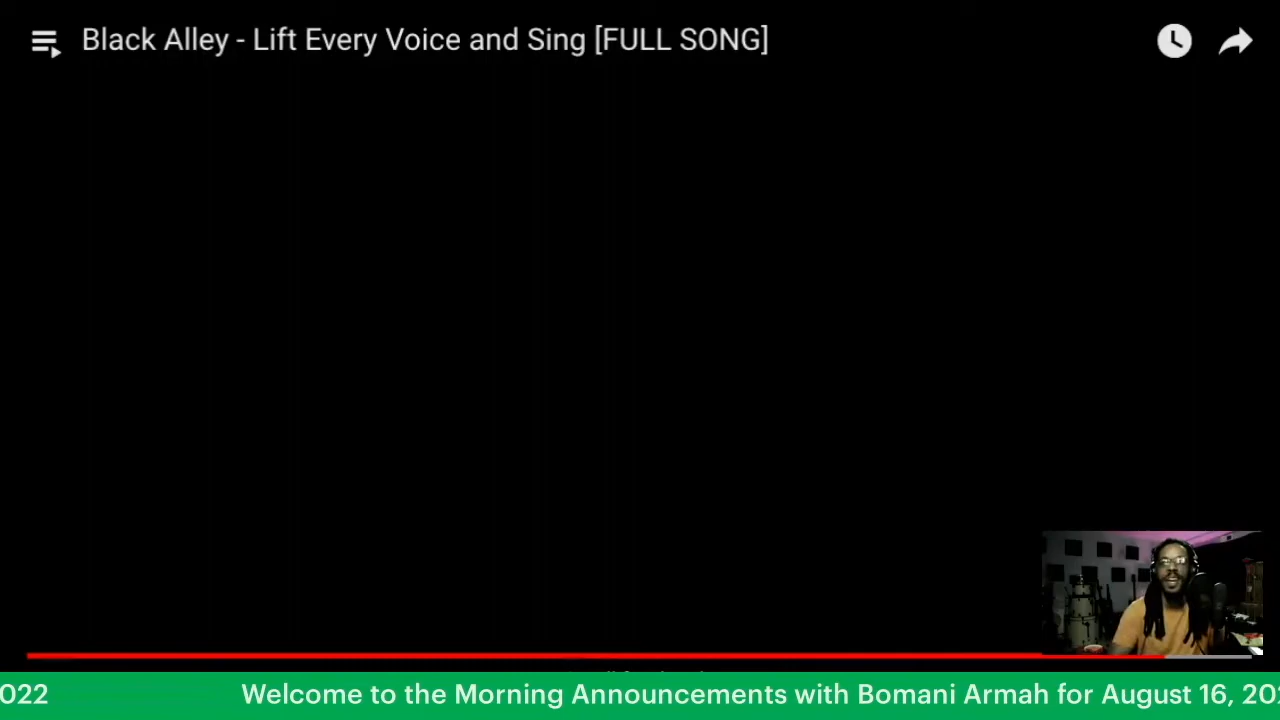 Black Alley - Lift Every Voice and Sing [FULL SONG]
022 Welcome to the Morning Announcements with Bomani Armah for August 16, 202